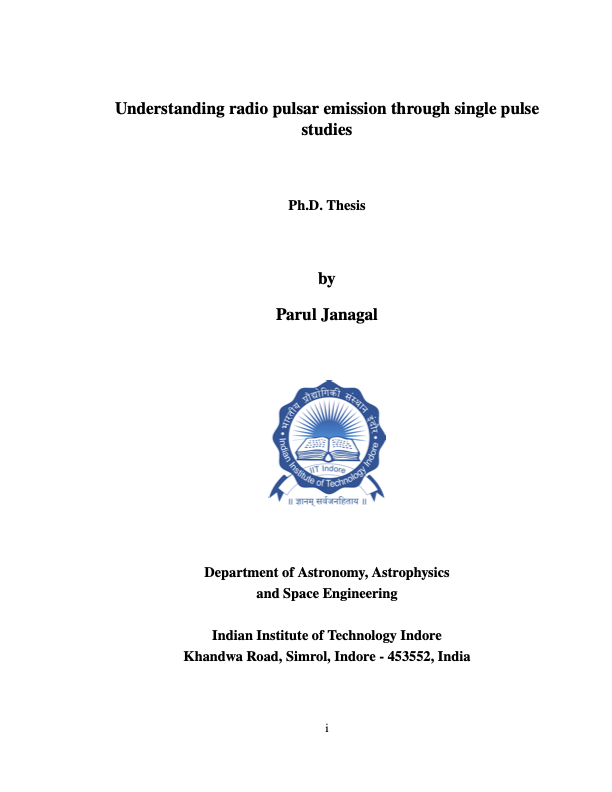 Understanding radio pulsar emission through single pulse
studies
Ph.D. Thesis
by
Parul Janagal
भारतीय प्रौद्योगिकी संस्थान इंदौर
IIT Indore
Indian Institute of Technology Indore
॥ ज्ञानम् सर्वजनहिताय ॥
Department of Astronomy, Astrophysics
and Space Engineering
Indian Institute of Technology Indore
Khandwa Road, Simrol, Indore - 453552, India
i